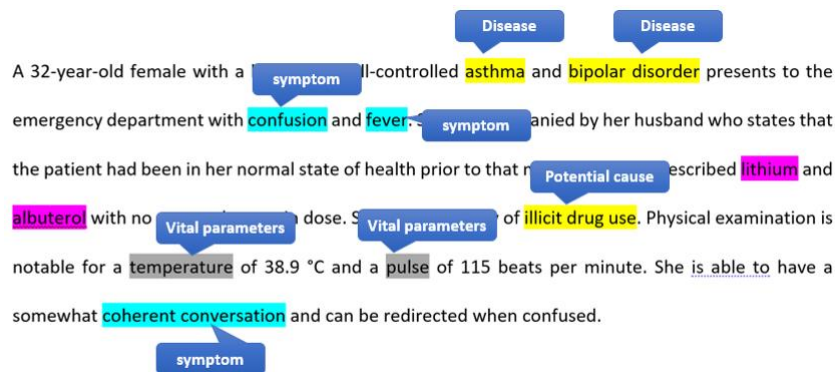 Disease Disease
A 32-year-old female with a ll-controlled asthma and bipolar disorder presents to the
symptom
emergency department with confusion and fever. anied by her husband who states that
symptom
the patient had been in her normal state of health prior to that escribed lithium and
Potential cause
albuterol with no dose. of illicit drug use. Physical examination is
Vital parameters Vital parameters
notable for a temperature of 38.9 °C and a pulse of 115 beats per minute. She is able to have a
somewhat coherent conversation and can be redirected when confused.
symptom